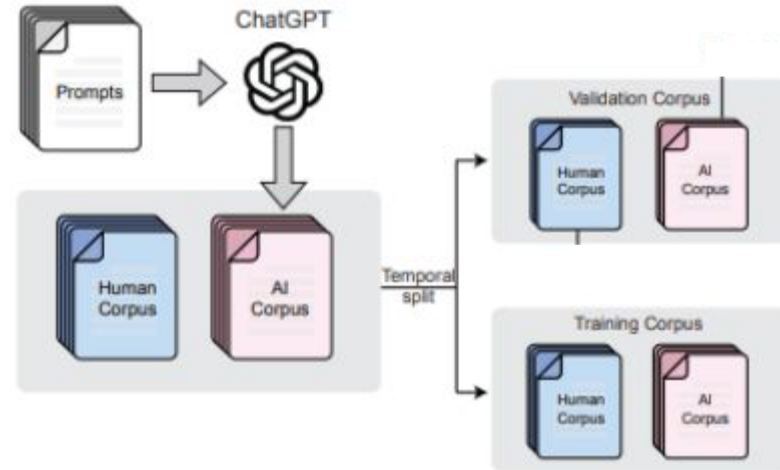 ChatGPT
Prompts
Human
Corpus
AI
Corpus
Temporal
split
Validation Corpus
Human
Corpus
AI
Corpus
Training Corpus
Human
Corpus
AI
Corpus